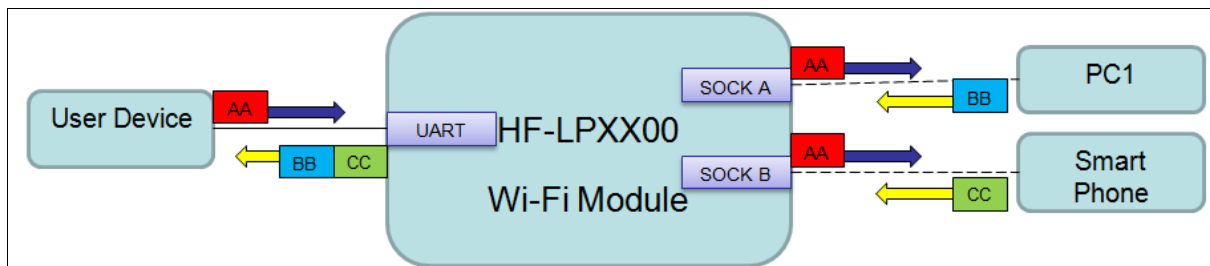 User Device
AA
BB CC
UART
HF-LPXX00
Wi-Fi Module
SOCK A
AA
BB
PC1
SOCK B
AA
CC
Smart
Phone